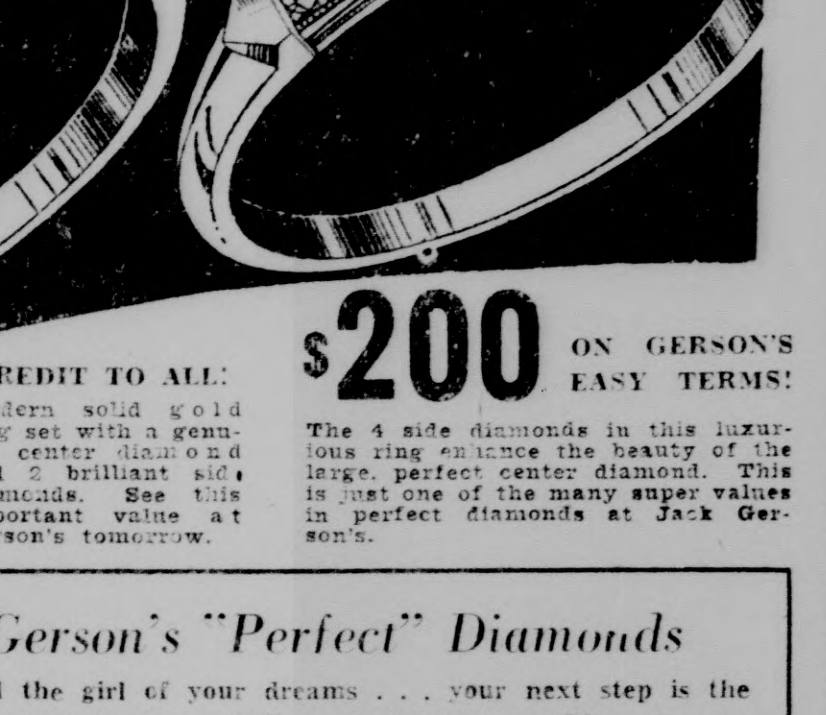 REDIT TO ALL!
dern solid gold
g set with a genu-
center diamond
l 2 brilliant side
monds. See this
portant value at
rson's tomorrow.
$200
ON GERSON'S
EASY TERMS!
The 4 side diamonds in this luxur-
ious ring enhance the beauty of the
large, perfect center diamond. This
is just one of the many super values
in perfect diamonds at Jack Ger-
son's.
Gerson's "Perfect" Diamonds
d the girl of your dreams . . . your next step is the